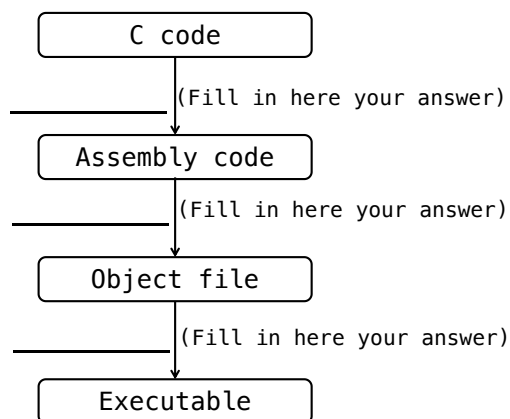 C code
(Fill in here your answer)
Assembly code
(Fill in here your answer)
Object file
(Fill in here your answer)
Executable